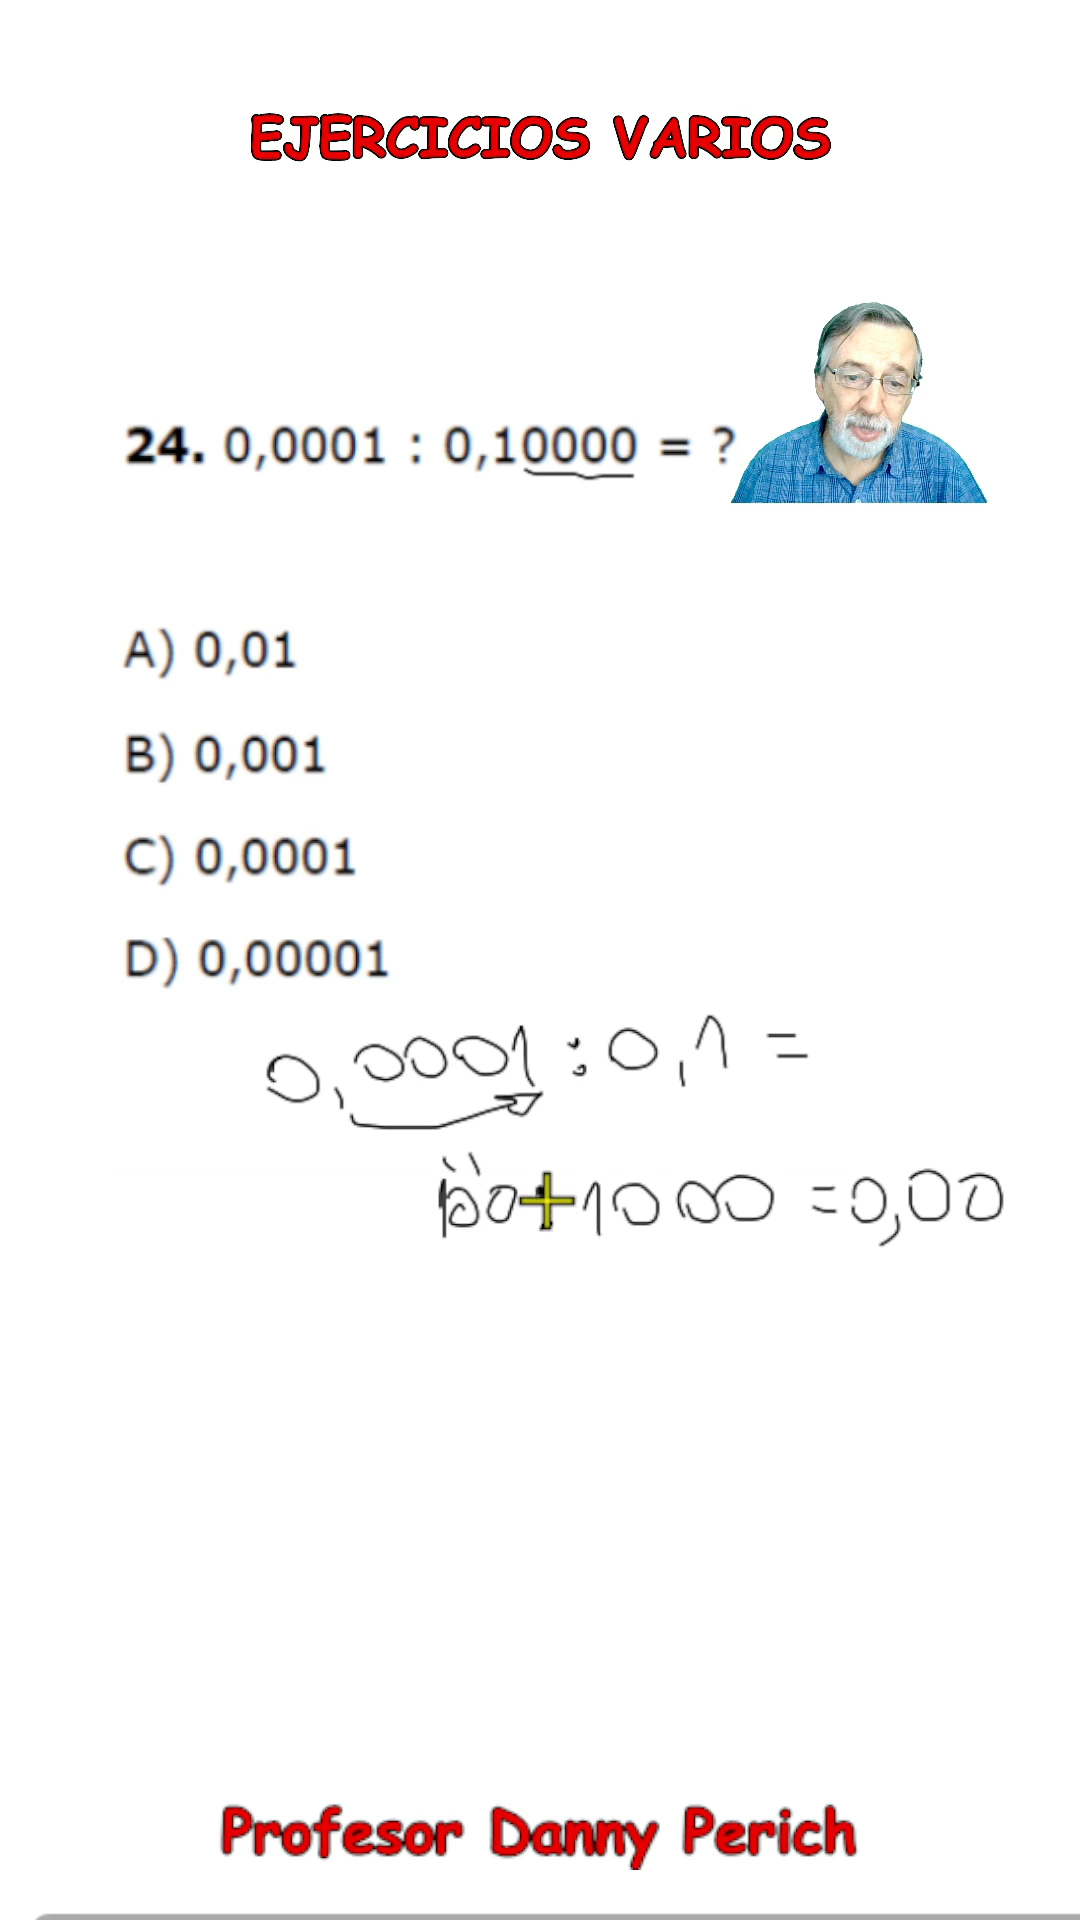 EJERCICIOS VARIOS
24. 0,0001 : 0,10000 = ?
A) 0,01
B) 0,001
C) 0,0001
D) 0,00001
0,0001 : 0,1 =
1000 = 0,00
Profesor Danny Perich